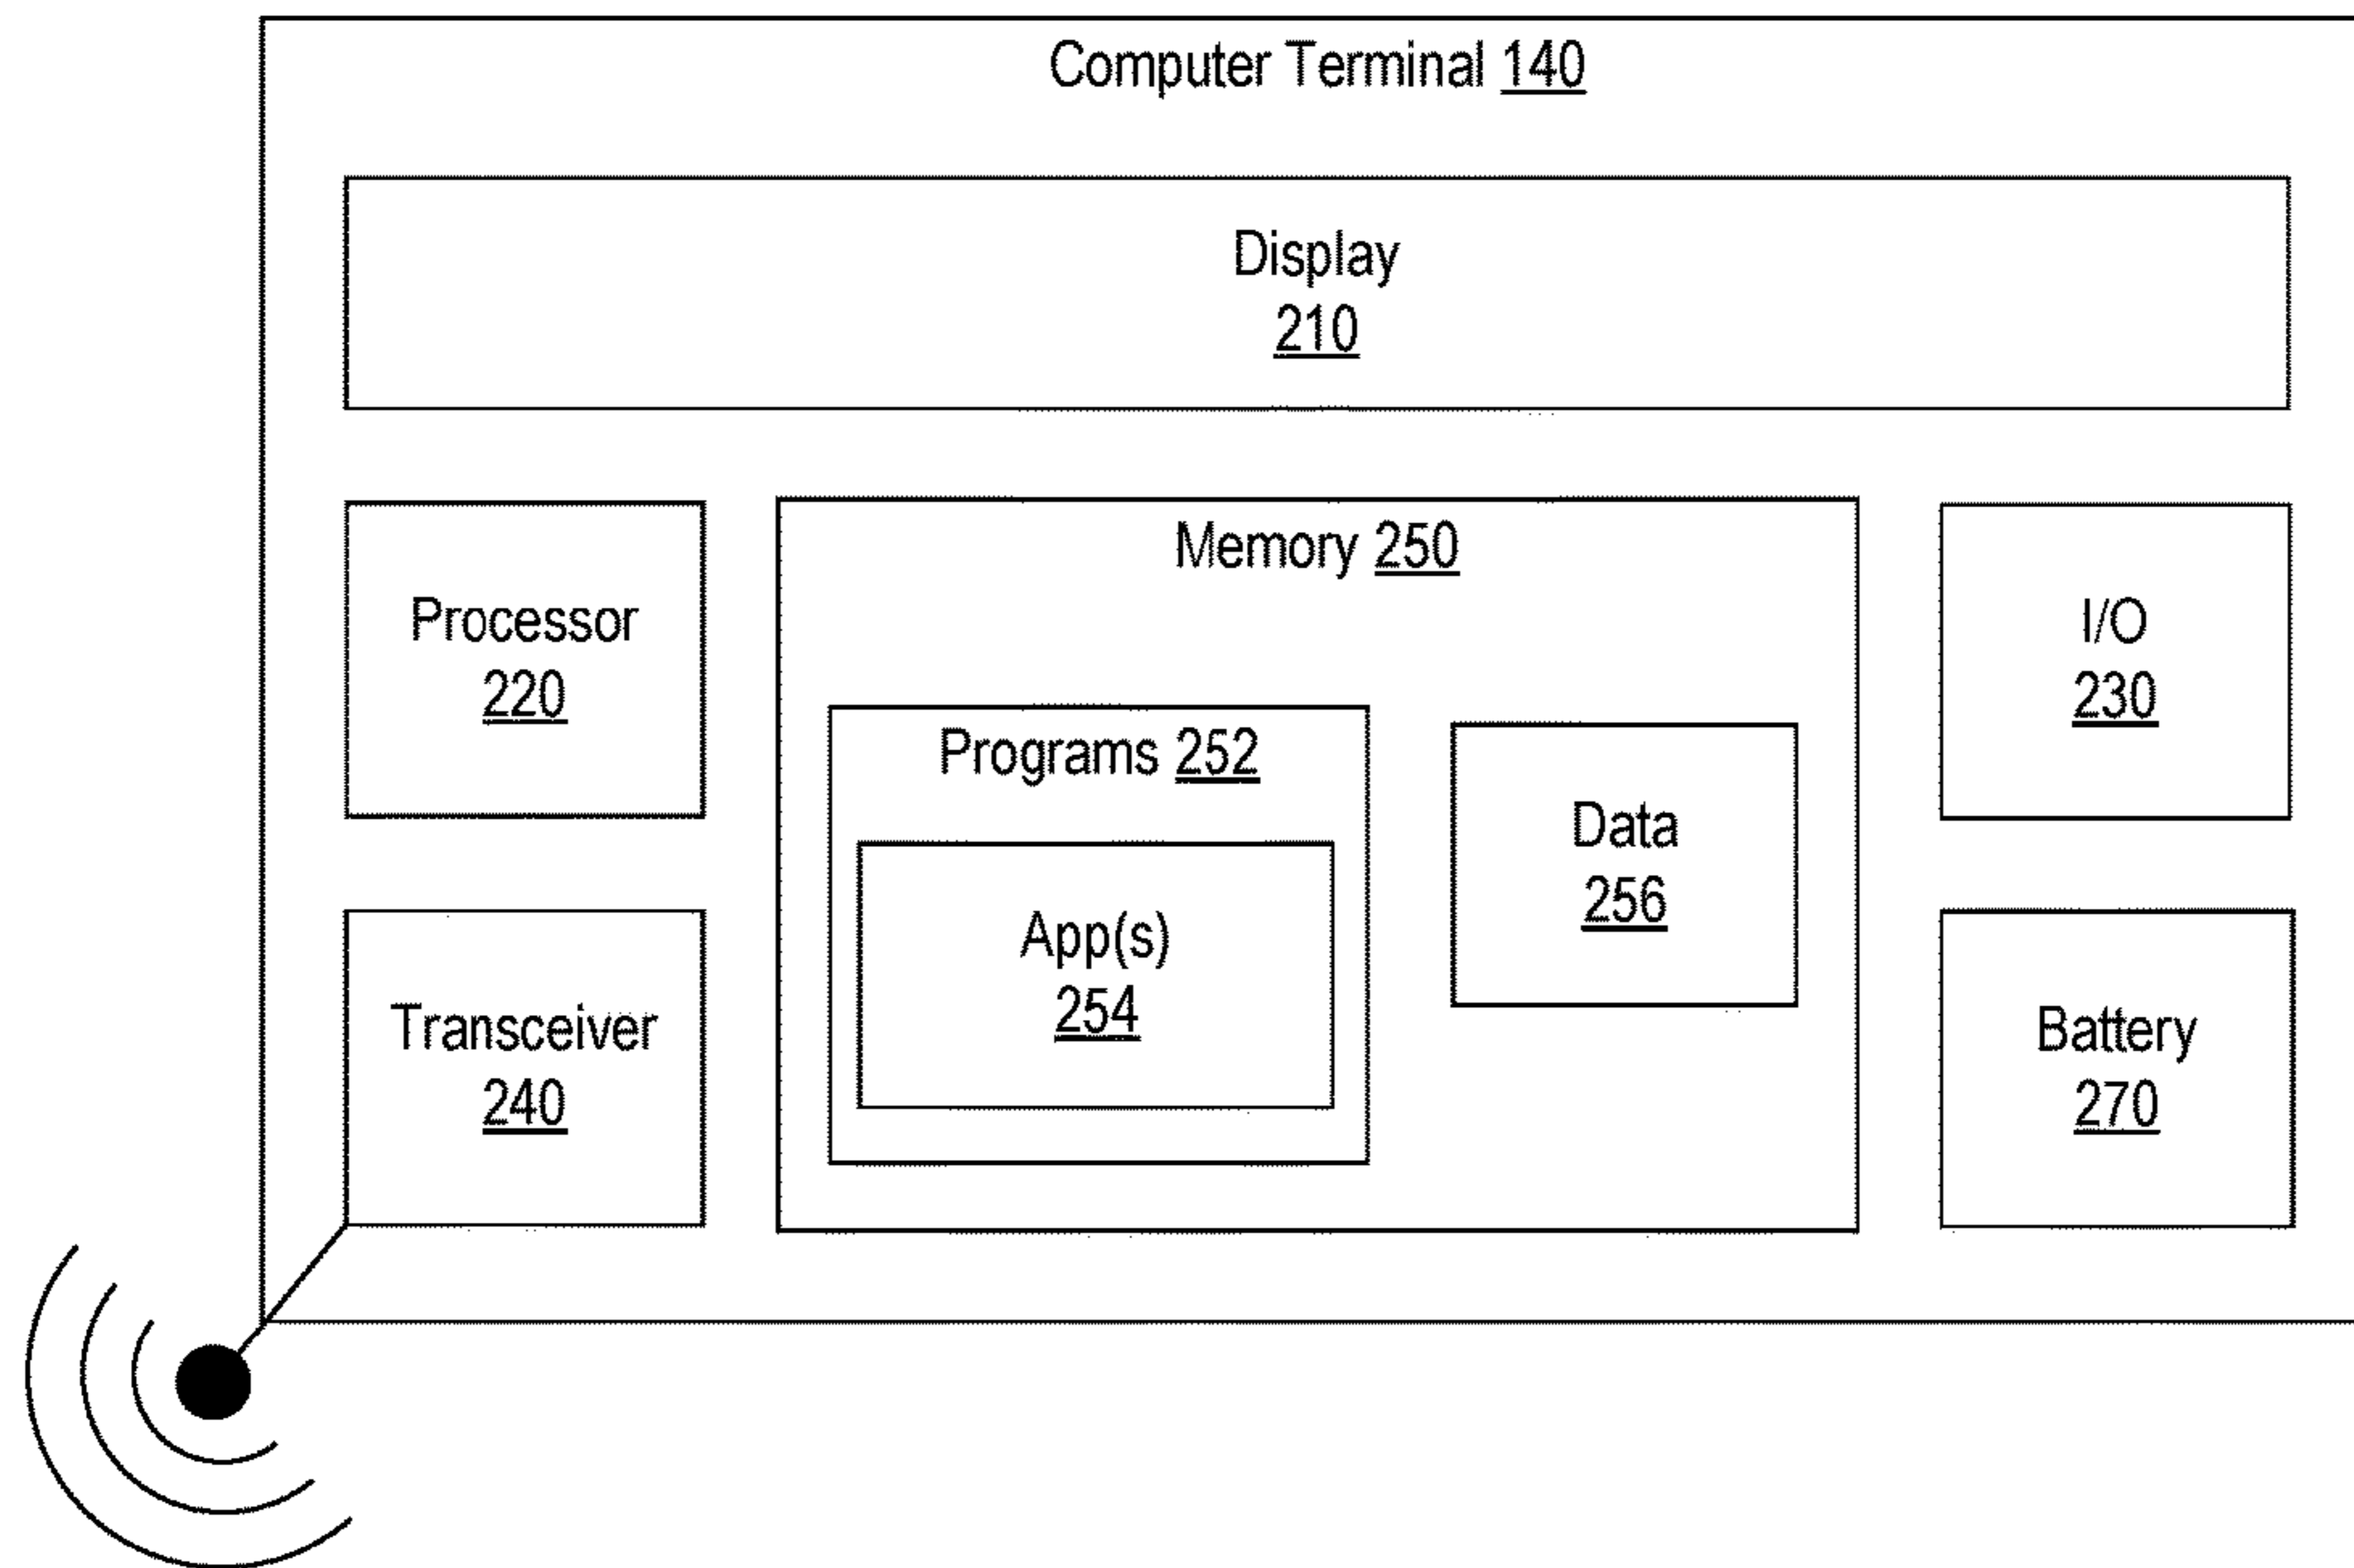 Computer Terminal 140
Display
210
Processor
220
Memory 250
I/O
230
Programs 252
Data
256
App(s)
254
Transceiver
240
Battery
270